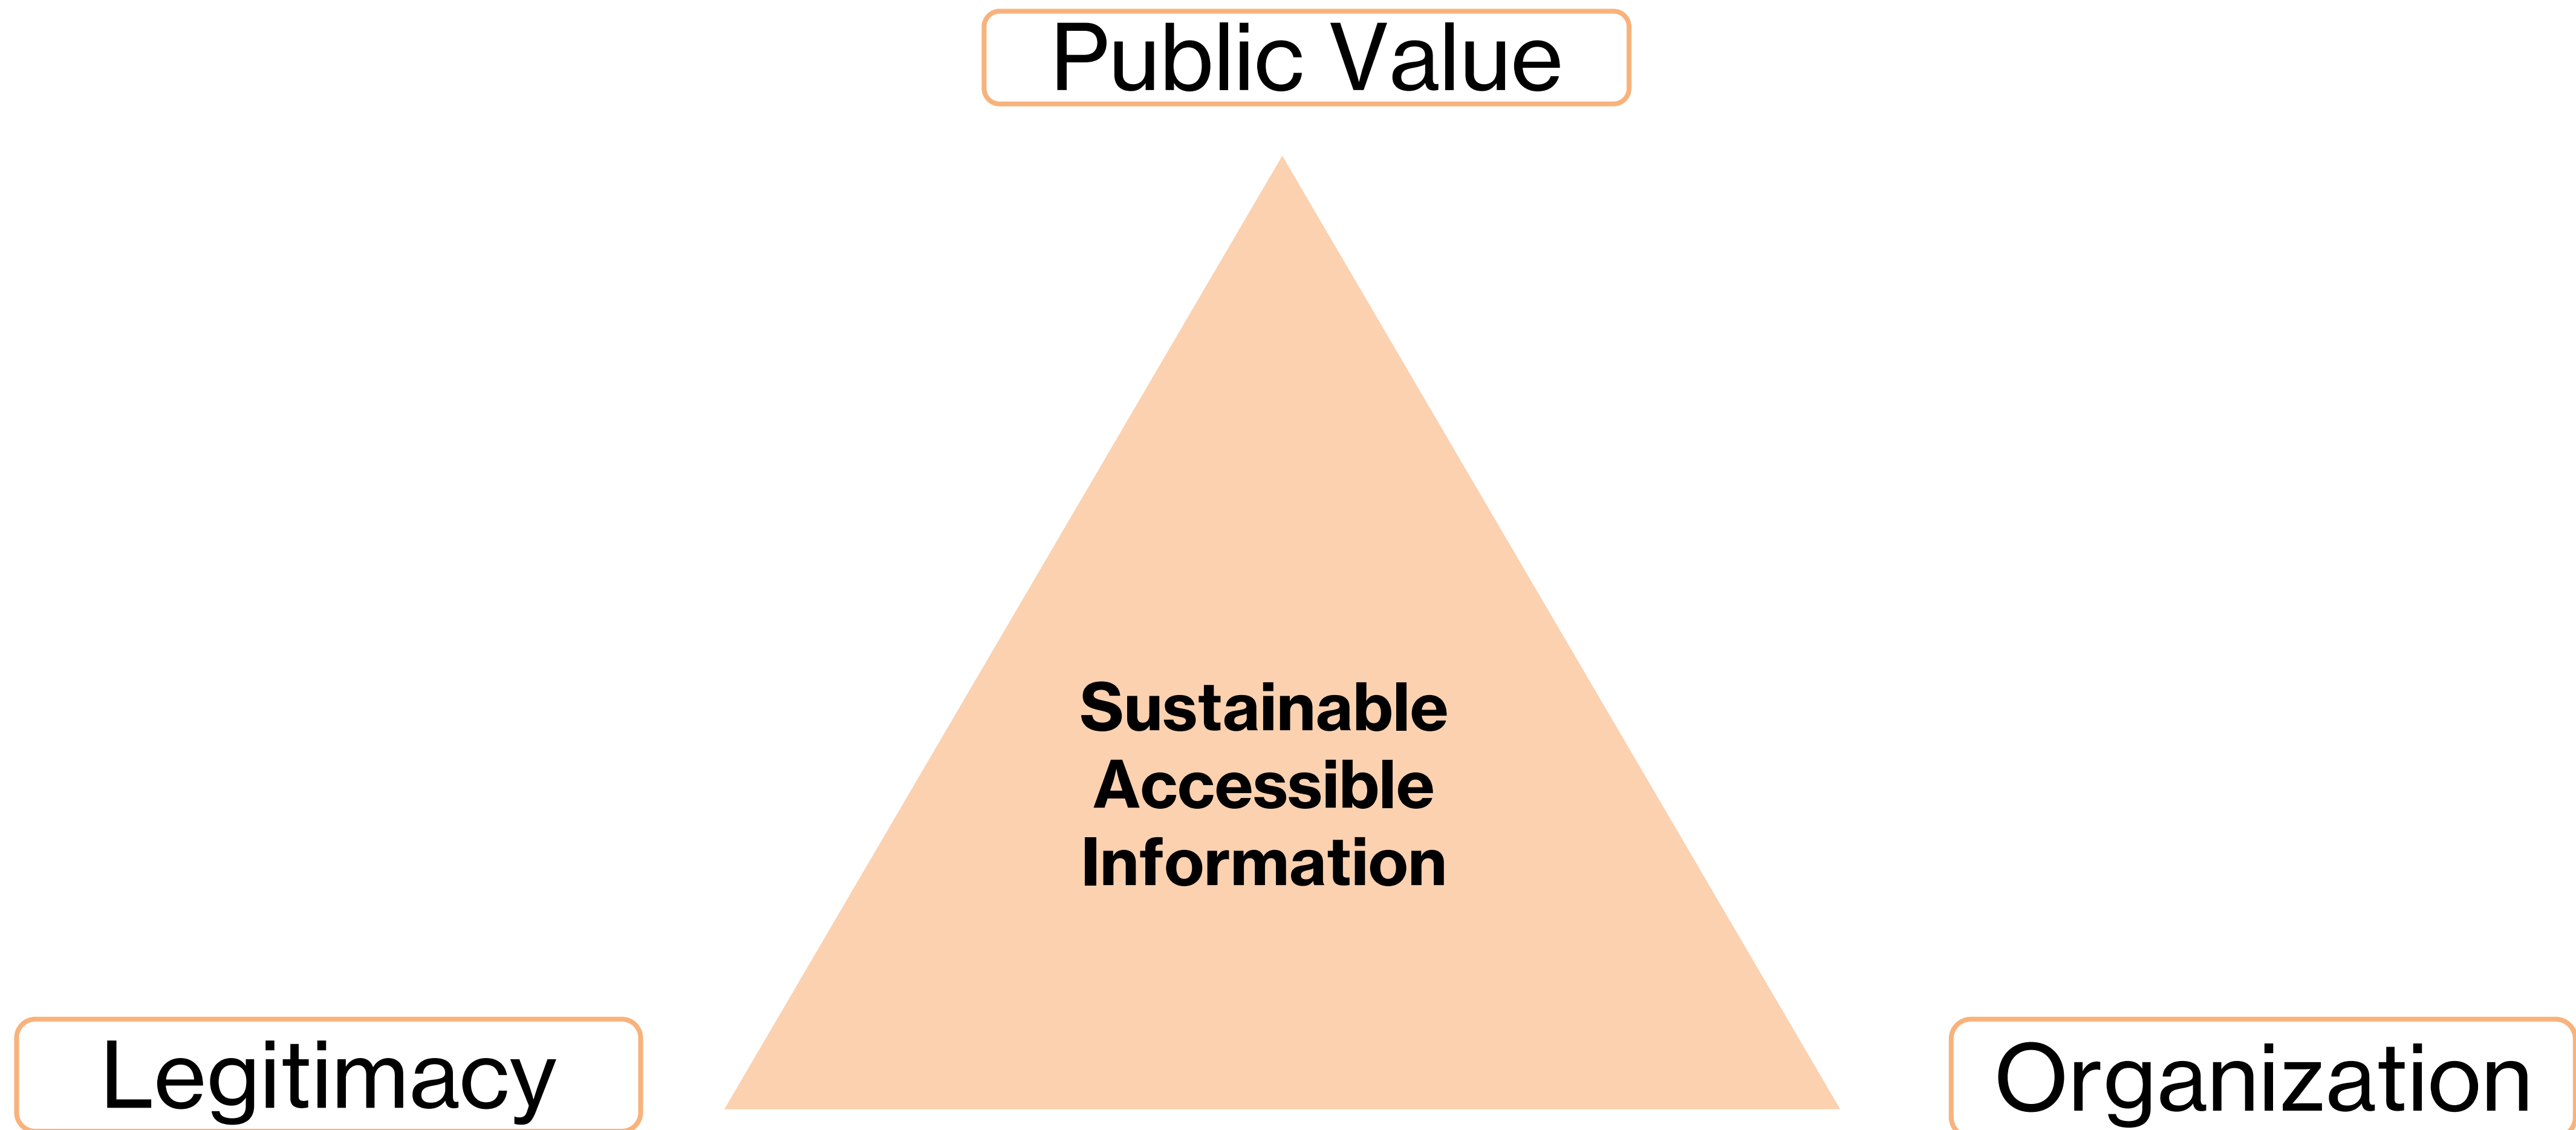 Public Value
Sustainable
Accessible
Information
Legitimacy
Organization